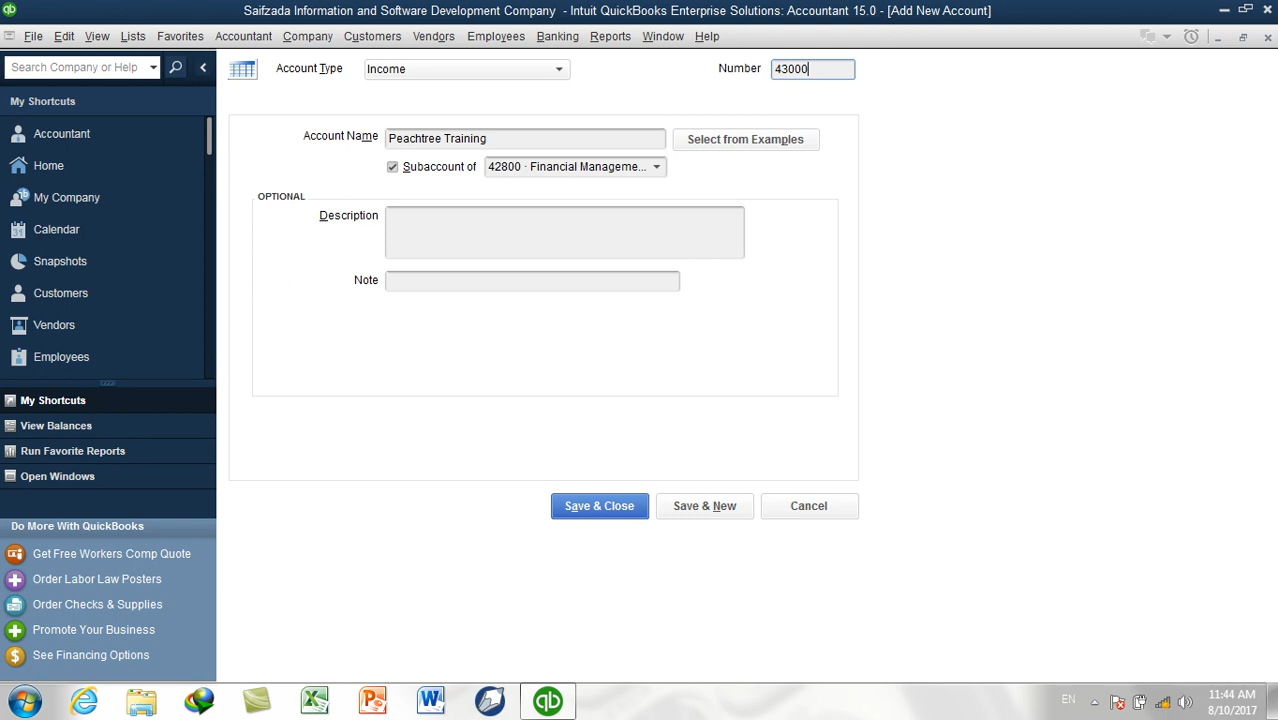 Saifzada Information and Software Development Company - Intuit QuickBooks Enterprise Solutions: Accountant 15.0 - [Add New Account]
File Edit View Lists Favorites Accountant Company Customers Vendors Employees Banking Reports Window Help
Search Company or Help
My Shortcuts
Accountant
Home
My Company
Calendar
Snapshots
Customers
Vendors
Employees
My Shortcuts
View Balances
Run Favorite Reports
Open Windows
Do More With QuickBooks
Get Free Workers Comp Quote
Order Labor Law Posters
Order Checks & Supplies
Promote Your Business
See Financing Options
Account Type Income Number 43000
Account Name Peachtree Training Select from Examples
Subaccount of 42800 · Financial Manageme...
OPTIONAL
Description
Note
Save & Close Save & New Cancel
EN
11:44 AM
8/10/2017